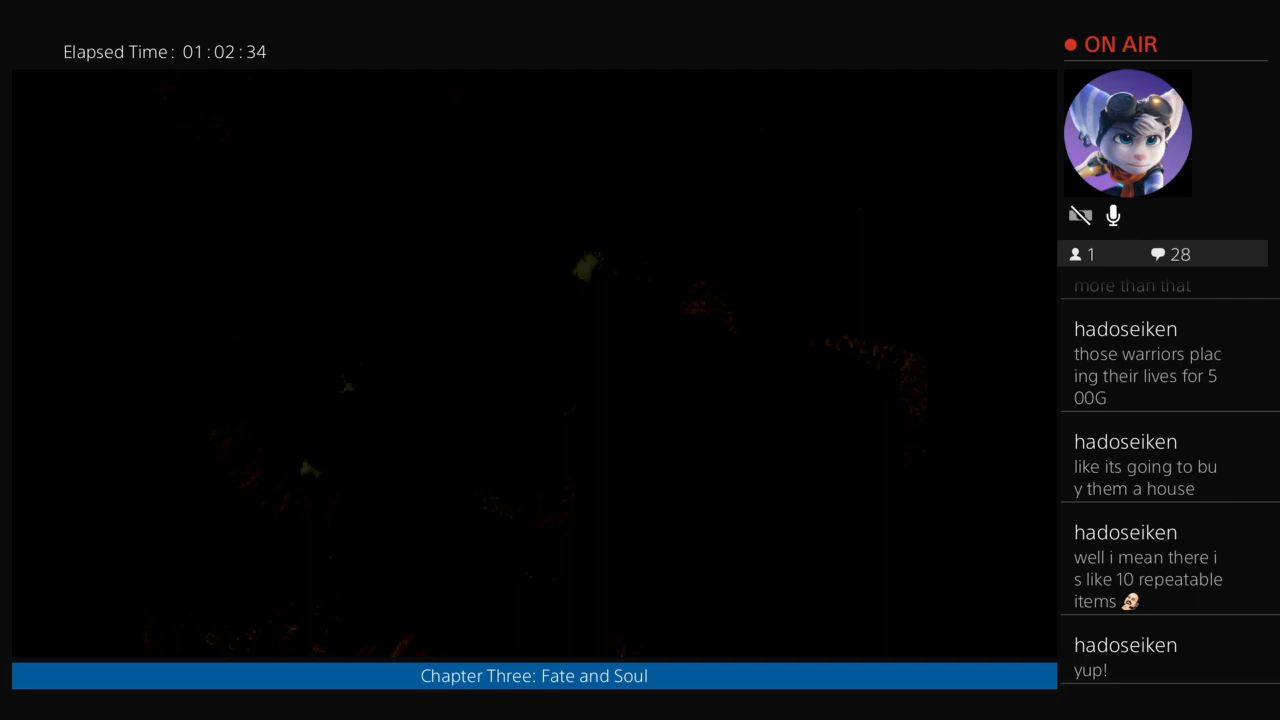 Elapsed Time: 01:02:34
ON AIR
1 28
more than that
hadoseiken
those warriors plac
ing their lives for 5
00G
hadoseiken
like its going to bu
y them a house
hadoseiken
well i mean there i
s like 10 repeatable
items
hadoseiken
yup!
Chapter Three: Fate and Soul